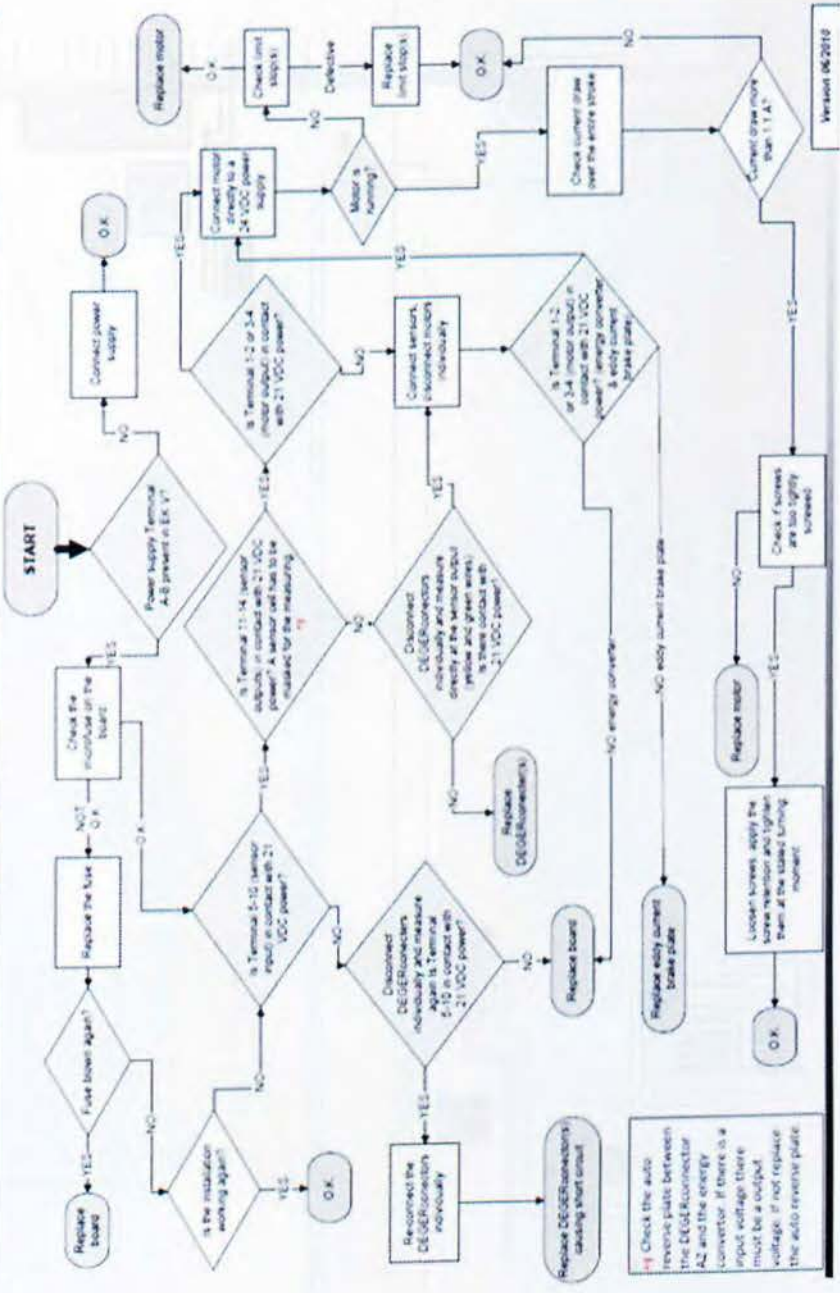 START
Power supply Terminal
A-B present in EK V?
NO
Connect power
supply
O.K.
YES
Check the
microfuse on the
board
NOT
O.K.
Replace the fuse
Fuse blown again?
YES
Replace
board
NO
Is the installation
working again?
YES
O.K.
NO
O.K.
Is Terminal 5-10 (sensor
input) in contact with 21
VDC power?
YES
Is Terminal 11-14 (sensor
outputs) in contact with 21 VDC
power? A sensor cell has to be
masked for the measuring.
YES
Is Terminal 1-2 or 3-4
(motor output) in contact
with 21 VDC power?
YES
Connect motor
directly to a
24 VDC power
supply
Motor is
running?
NO
Check limit
stop(s)
O.K.
Replace motor
Defective
Replace
limit stop(s)
O.K.
YES
Check current draw
over the entire stroke
Current draw more
than 1.1 A?
NO
YES
NO
Disconnect
DEGERconecters
individually and measure
again Is Terminal
5-10 in contact with
21 VDC power?
YES
Re-connect the
DEGERconectors
individually
Replace DEGERconector(s)
causing short circuit
NO
Replace board
NO
Disconnect
DEGERconectors
individually and measure
directly at the sensor output
(yellow and green wires)
Is there contact with
21 VDC power?
NO
Replace
DEGERconecter(s)
YES
NO
Connect sensors,
disconnect motors
individually
Is Terminal 1-2
or 3-4 (motor output) in
contact with 21 VDC
power? (energy converter
& eddy current
brake plate)
YES
NO energy converter
NO eddy current brake plate
Replace eddy current
brake plate
Check if screws
are too tightly
screwed
NO
Replace motor
YES
Loosen screws, apply the
screw retention and tighten
them at the stated turning
moment
O.K.
Check the auto
reverse plate between
the DEGERconnector
AZ and the energy
convertor. If there is a
input voltage there
must be a output
voltage. If not replace
the auto reverse plate.
Version 06/2010